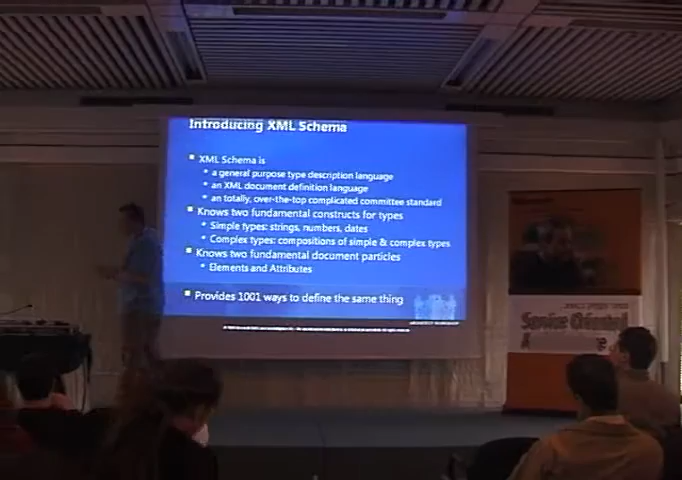 Introducing XML Schema
XML Schema is
a general purpose type description language
an XML document definition language
an totally, over-the-top complicated committee standard
Knows two fundamental constructs for types
Simple types: strings, numbers, dates
Complex types: compositions of simple & complex types
Knows two fundamental document particles
Elements and Attributes
Provides 1001 ways to define the same thing